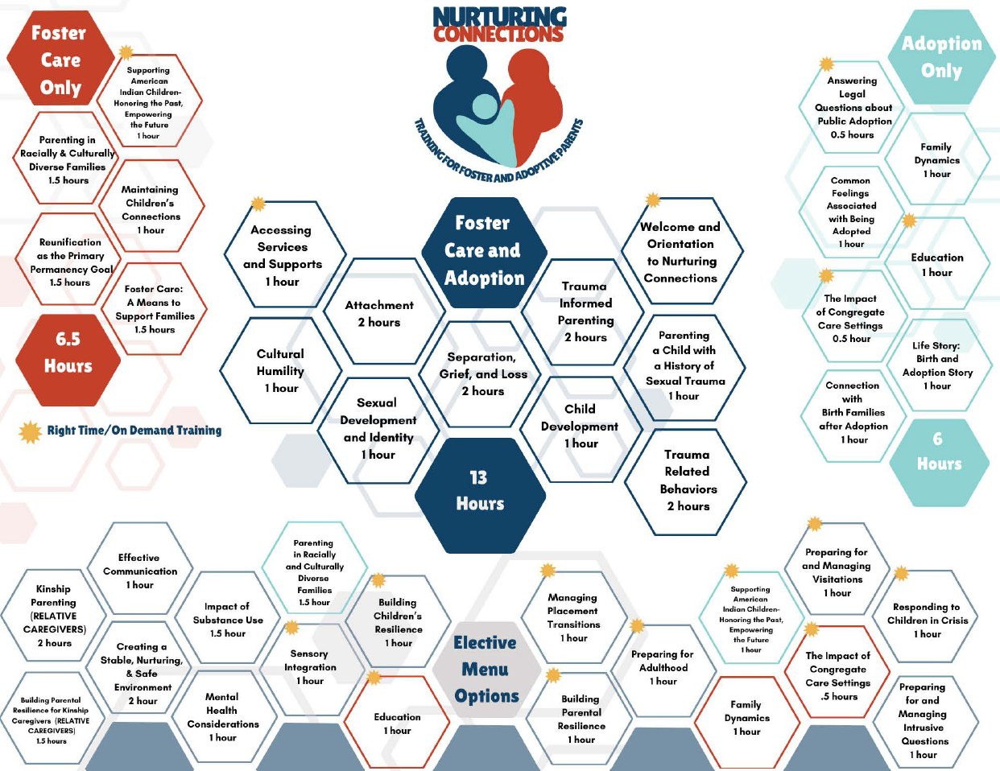 NURTURING
CONNECTIONS
TRAINING FOR FOSTER AND ADOPTIVE PARENTS
Foster
Care
Only
Supporting
American
Indian Children-
Honoring the Past,
Empowering
the Future
1 hour
Parenting in
Racially & Culturally
Diverse Families
1.5 hours
Maintaining
Children's
Connections
1 hour
Reunification
as the Primary
Permanency Goal
1.5 hours
Foster Care:
A Means to
Support Families
1.5 hours
6.5
Hours
Right Time/On Demand Training
Foster
Care and
Adoption
Accessing
Services
and Supports
1 hour
Attachment
2 hours
Cultural
Humility
1 hour
Sexual
Development
and Identity
1 hour
Separation,
Grief, and Loss
2 hours
Trauma
Informed
Parenting
2 hours
Welcome and
Orientation
to Nurturing
Connections
Parenting
a Child with
a History of
Sexual Trauma
1 hour
Child
Development
1 hour
Trauma
Related
Behaviors
2 hours
13
Hours
Adoption
Only
Answering
Legal
Questions about
Public Adoption
0.5 hours
Family
Dynamics
1 hour
Common
Feelings
Associated
with Being
Adopted
1 hour
Education
1 hour
The Impact
of Congregate
Care Settings
0.5 hour
Life Story:
Birth and
Adoption Story
1 hour
Connection
with
Birth Families
after Adoption
1 hour
6
Hours
Elective
Menu
Options
Kinship
Parenting
(RELATIVE
CAREGIVERS)
2 hours
Effective
Communication
1 hour
Building Parental
Resilience for Kinship
Caregivers (RELATIVE
CAREGIVERS)
1.5 hours
Creating a
Stable, Nurturing,
& Safe
Environment
2 hour
Impact of
Substance Use
1.5 hour
Mental
Health
Considerations
1 hour
Parenting
in Racially
and Culturally
Diverse
Families
1.5 hour
Sensory
Integration
1 hour
Building
Children's
Resilience
1 hour
Education
1 hour
Managing
Placement
Transitions
1 hour
Building
Parental
Resilience
1 hour
Preparing for
Adulthood
1 hour
Supporting
American
Indian Children-
Honoring the Past,
Empowering
the Future
1 hour
Family
Dynamics
1 hour
Preparing for
and Managing
Visitations
1 hour
The Impact of
Congregate
Care Settings
.5 hours
Responding to
Children in Crisis
1 hour
Preparing
for and
Managing
Intrusive
Questions
1 hour